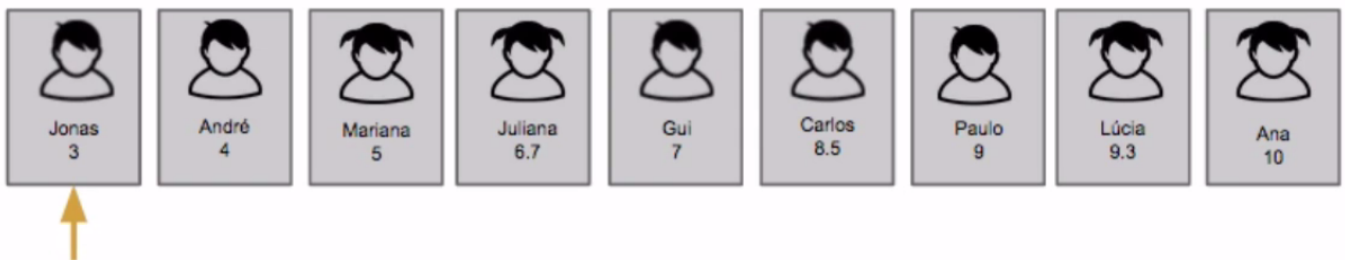 Jonas
3
André
4
Mariana
5
Juliana
6.7
Gui
7
Carlos
8.5
Paulo
9
Lúcia
9.3
Ana
10